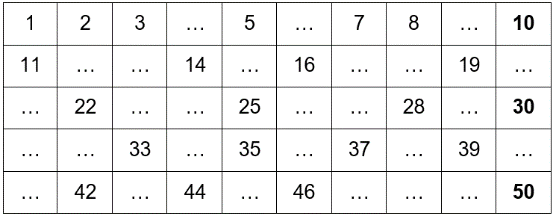 1 2 3 … 5 … 7 8 … 10
11 … … 14 … 16 … … 19 …
… 22 … … 25 … … 28 … 30
… … 33 … 35 … 37 … 39 …
… 42 … 44 … 46 … … … 50